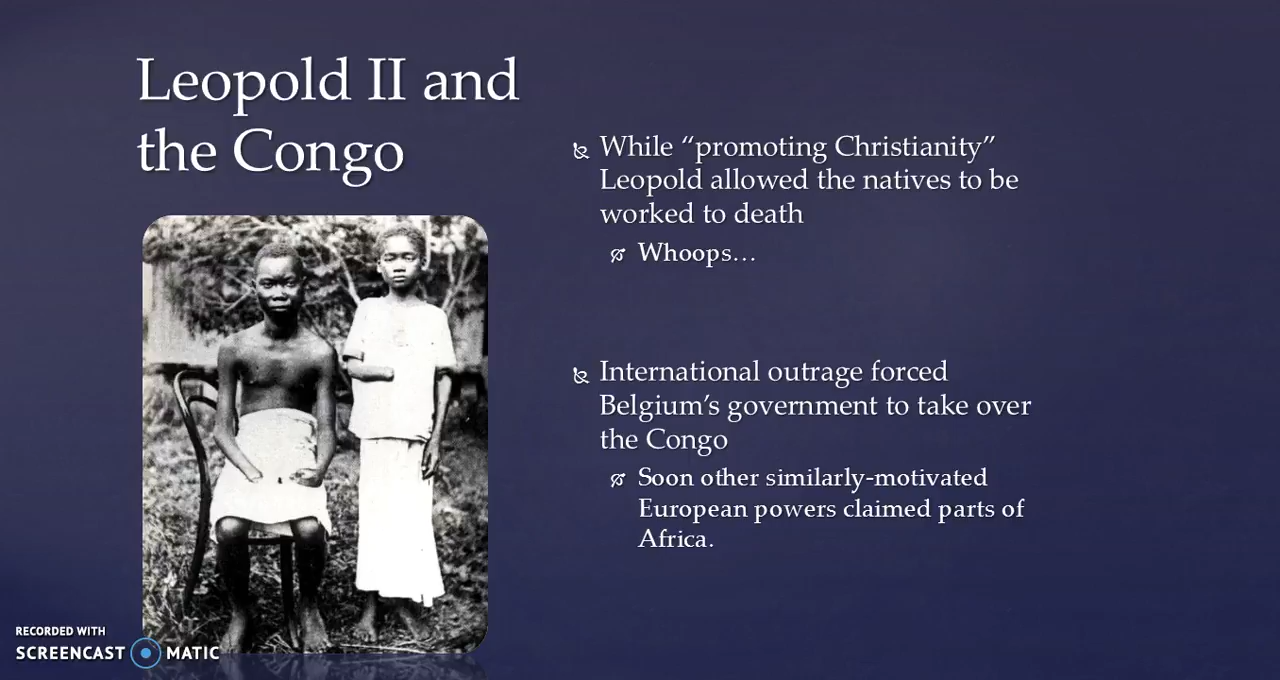 Leopold II and
the Congo
While “promoting Christianity”
Leopold allowed the natives to be
worked to death
Whoops…
International outrage forced
Belgium’s government to take over
the Congo
Soon other similarly-motivated
European powers claimed parts of
Africa.
RECORDED WITH
SCREENCAST MATIC